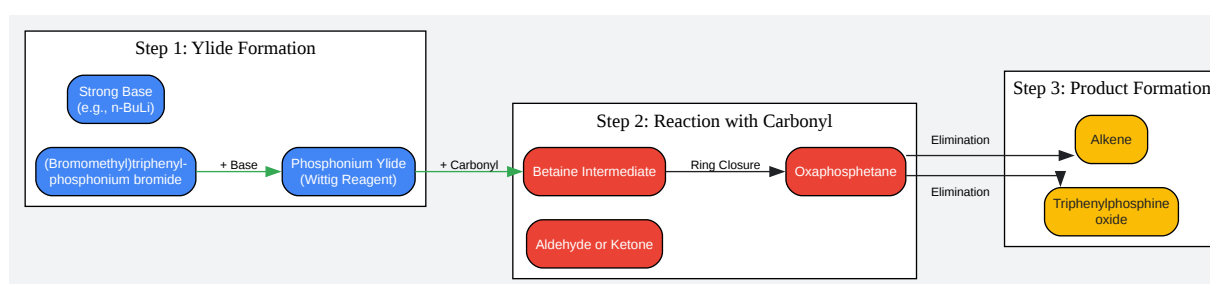 Step 1: Ylide Formation
Strong Base
(e.g., n-BuLi)
(Bromomethyl)triphenyl-
phosphonium bromide
+ Base
Phosphonium Ylide
(Wittig Reagent)
+ Carbonyl
Step 2: Reaction with Carbonyl
Betaine Intermediate
Ring Closure
Oxaphosphetane
Aldehyde or Ketone
Elimination
Elimination
Step 3: Product Formation
Alkene
Triphenylphosphine
oxide